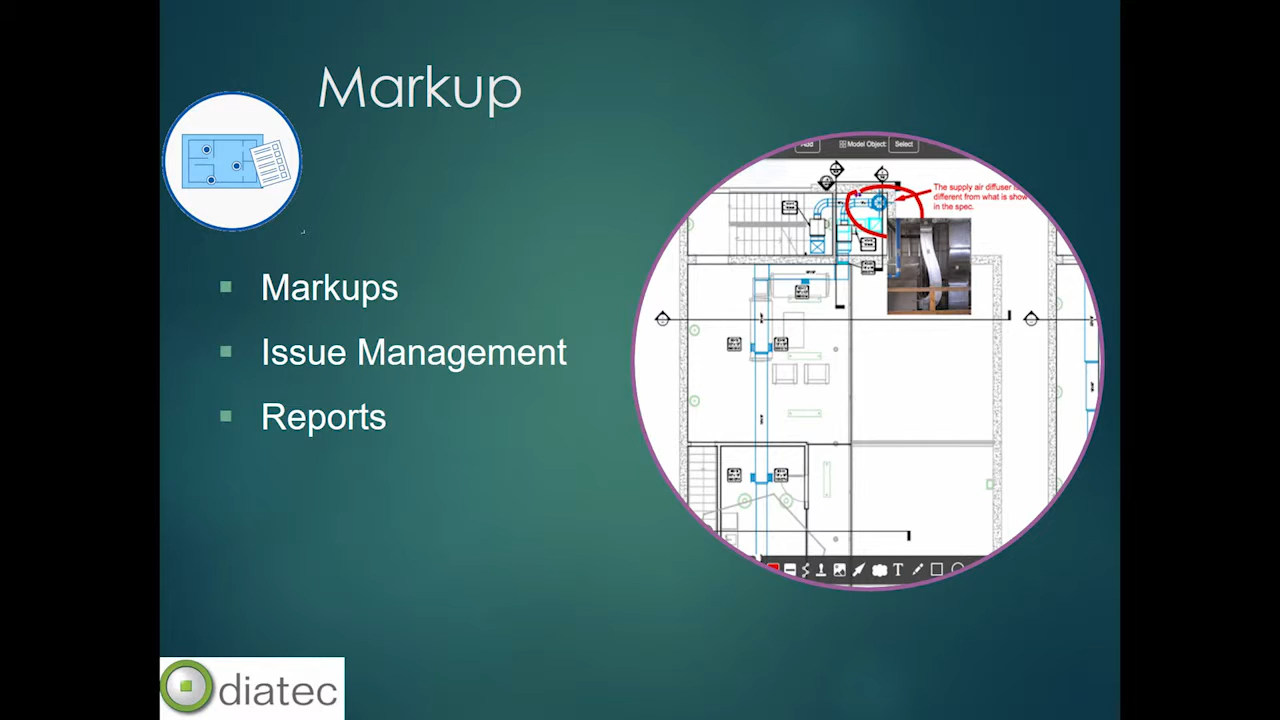 Markup
Add
Model Object:
Select
The supply air diffuser
different from what is show
in the spec.
Markups
Issue Management
Reports
T
diatec